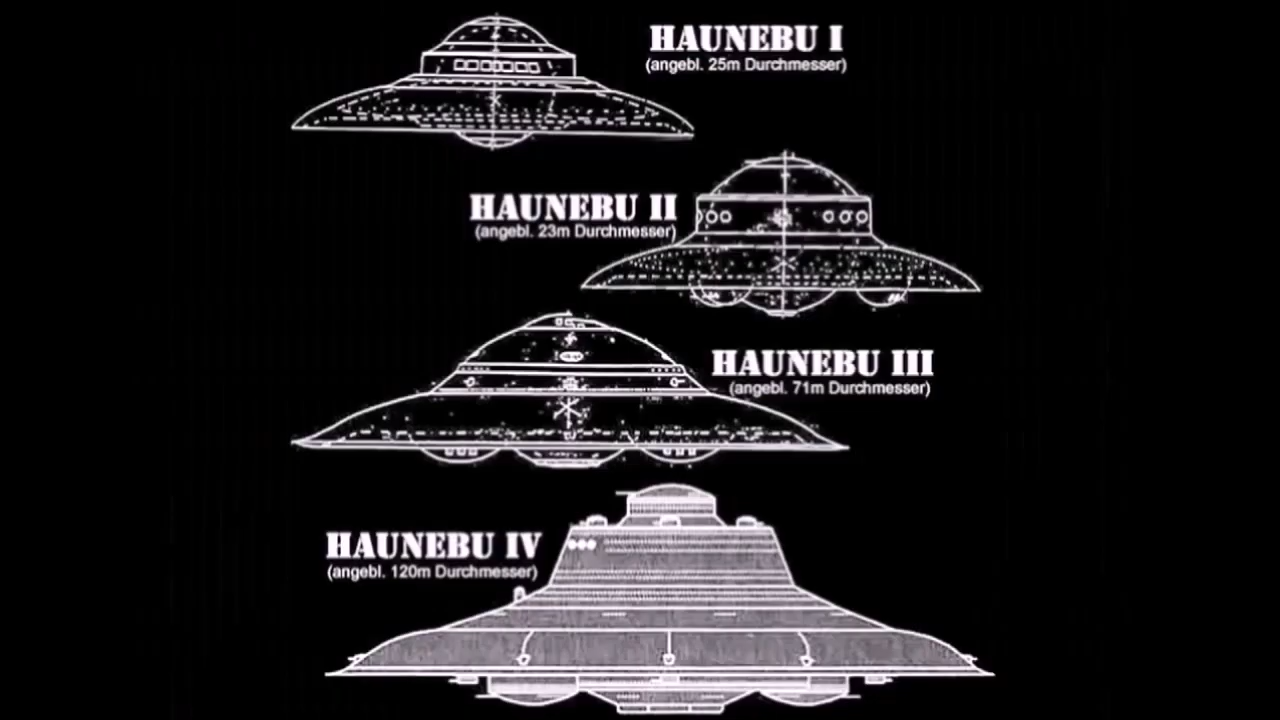 HAUNEBU I
(angebl. 25m Durchmesser)
HAUNEBU II
(angebl. 23m Durchmesser)
HAUNEBU III
(angebl. 71m Durchmesser)
HAUNEBU IV
(angebl. 120m Durchmesser)